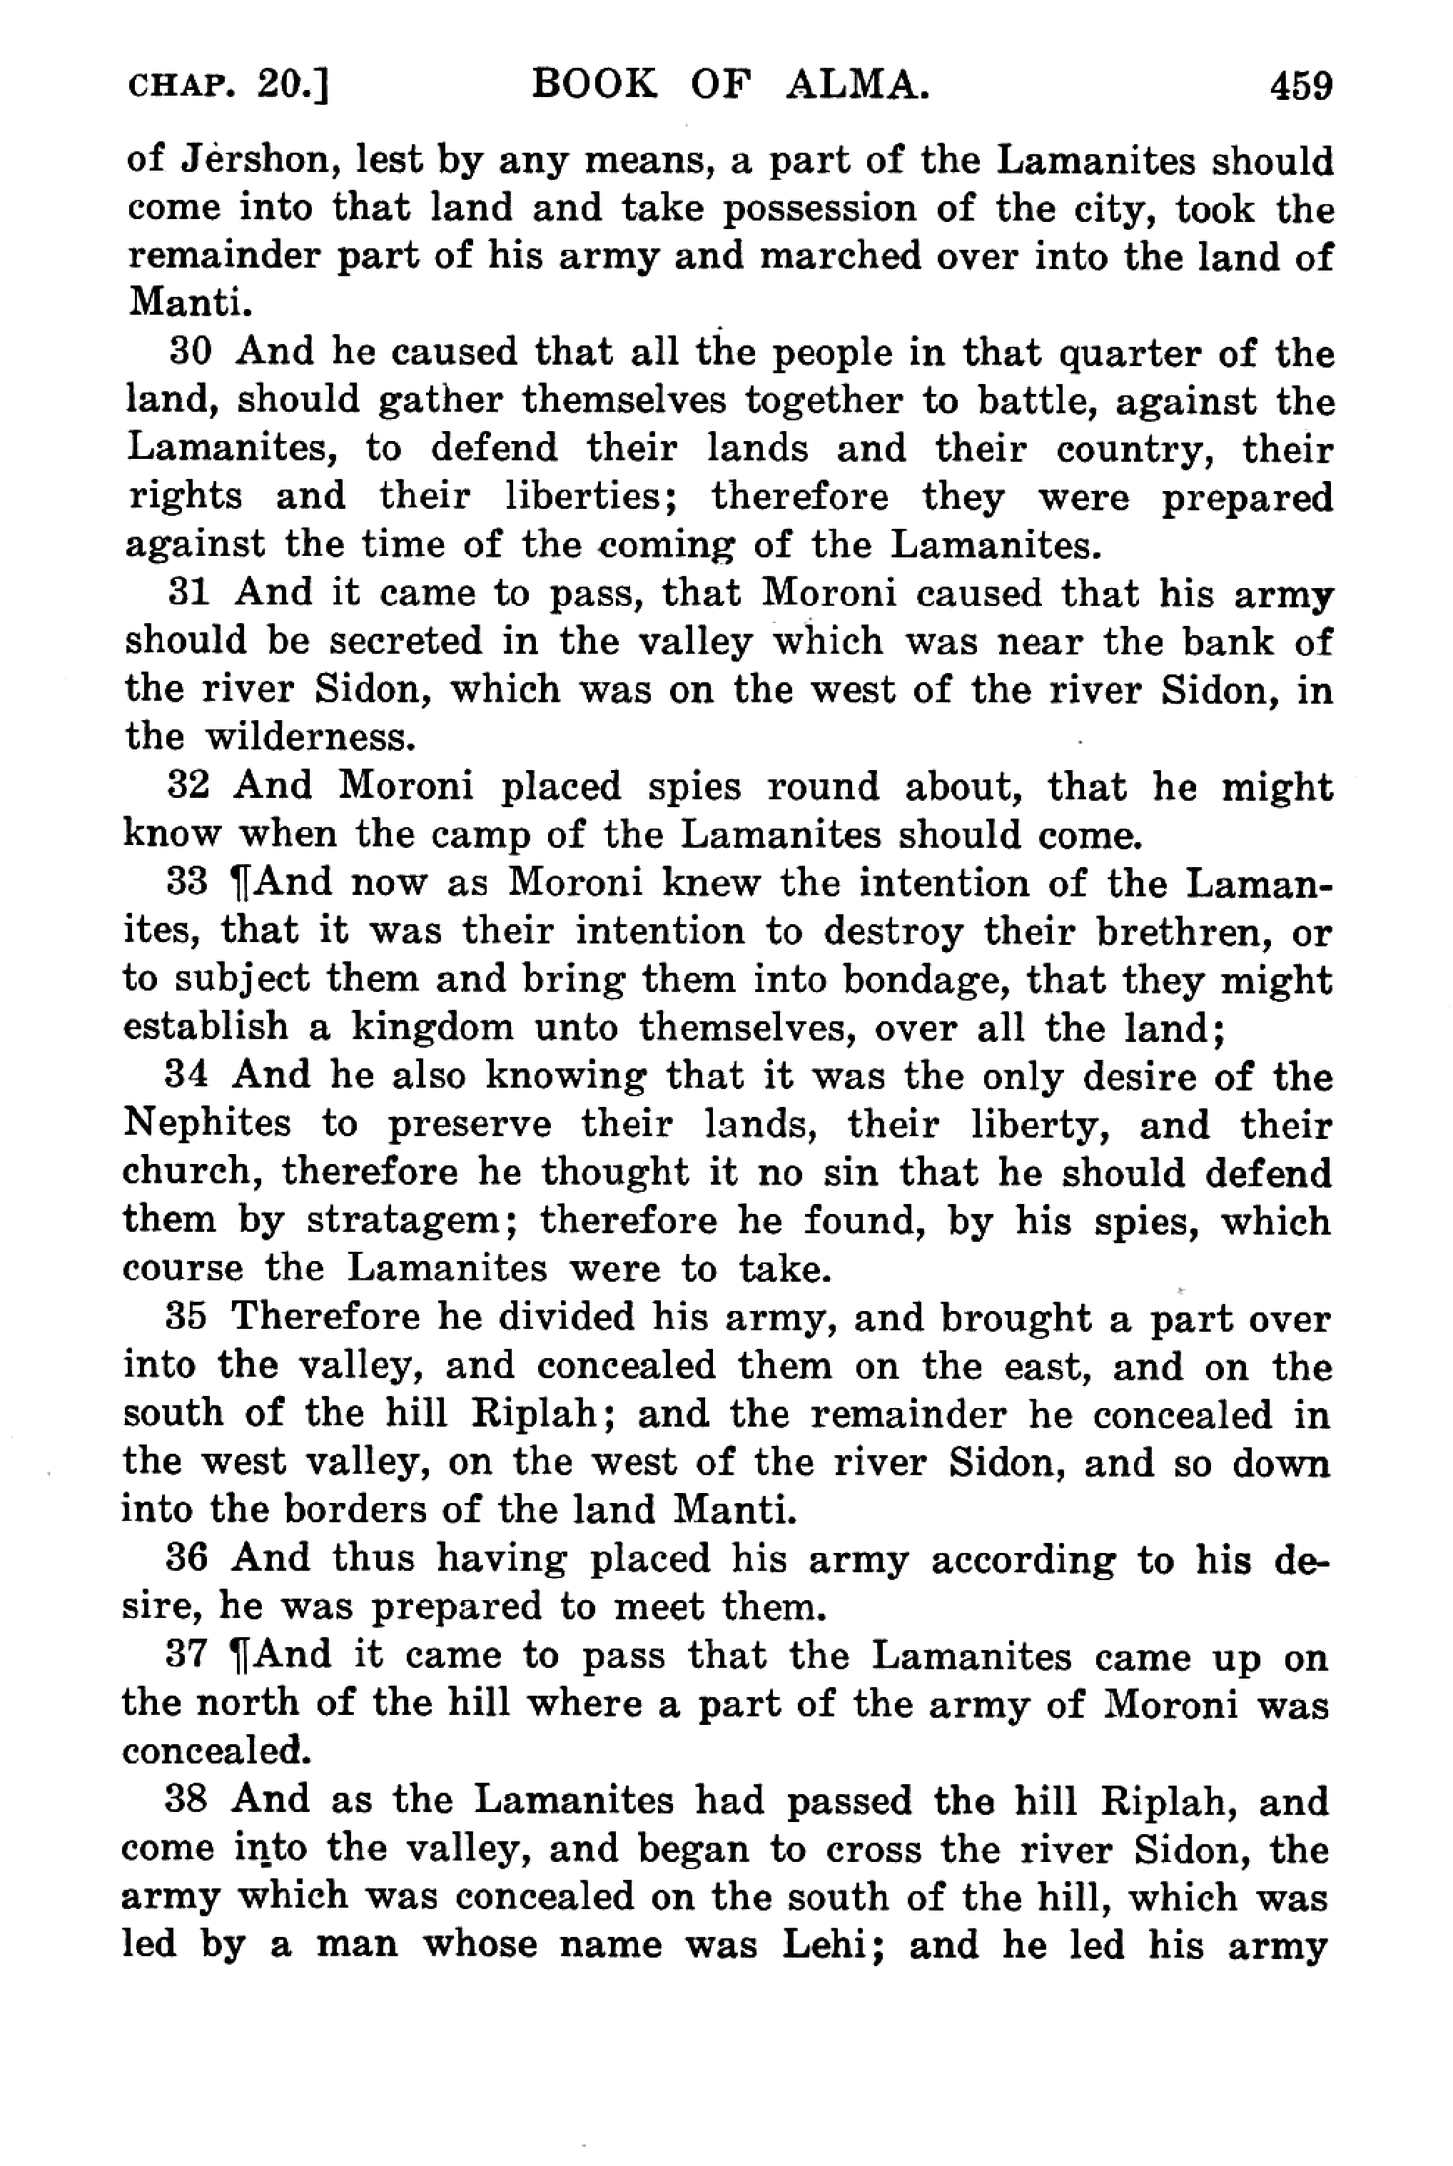 CHAP. 20.] BOOK OF ALMA. 459
of Jershon, lest by any means, a part of the Lamanites should
come into that land and take possession of the city, took the
remainder part of his army and marched over into the land of
Manti.
30 And he caused that all the people in that quarter of the
land, should gather themselves together to battle, against the
Lamanites, to defend their lands and their country, their
rights and their liberties; therefore they were prepared
against the time of the coming of the Lamanites.
31 And it came to pass, that Moroni caused that his army
should be secreted in the valley which was near the bank of
the river Sidon, which was on the west of the river Sidon, in
the wilderness.
32 And Moroni placed spies round about, that he might
know when the camp of the Lamanites should come.
33 ¶And now as Moroni knew the intention of the Laman-
ites, that it was their intention to destroy their brethren, or
to subject them and bring them into bondage, that they might
establish a kingdom unto themselves, over all the land;
34 And he also knowing that it was the only desire of the
Nephites to preserve their lands, their liberty, and their
church, therefore he thought it no sin that he should defend
them by stratagem; therefore he found, by his spies, which
course the Lamanites were to take.
35 Therefore he divided his army, and brought a part over
into the valley, and concealed them on the east, and on the
south of the hill Riplah; and the remainder he concealed in
the west valley, on the west of the river Sidon, and so down
into the borders of the land Manti.
36 And thus having placed his army according to his de-
sire, he was prepared to meet them.
37 ¶And it came to pass that the Lamanites came up on
the north of the hill where a part of the army of Moroni was
concealed.
38 And as the Lamanites had passed the hill Riplah, and
come into the valley, and began to cross the river Sidon, the
army which was concealed on the south of the hill, which was
led by a man whose name was Lehi; and he led his army